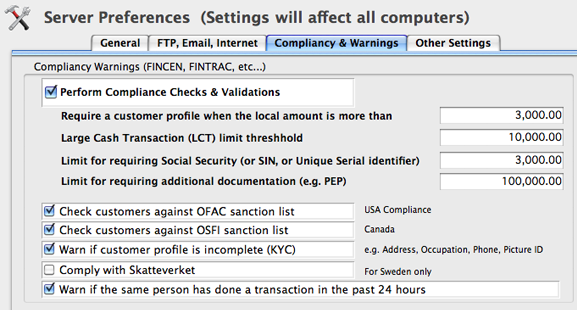 Server Preferences (Settings will affect all computers)
General FTP, Email, Internet Compliancy & Warnings Other Settings
Compliancy Warnings (FINCEN, FINTRAC, etc...)
Perform Compliance Checks & Validations
Require a customer profile when the local amount is more than 3,000.00
Large Cash Transaction (LCT) limit threshhold 10,000.00
Limit for requiring Social Security (or SIN, or Unique Serial identifier) 3,000.00
Limit for requiring additional documentation (e.g. PEP) 100,000.00
Check customers against OFAC sanction list USA Compliance
Check customers against OSFI sanction list Canada
Warn if customer profile is incomplete (KYC) e.g. Address, Occupation, Phone, Picture ID
Comply with Skatteverket For Sweden only
Warn if the same person has done a transaction in the past 24 hours